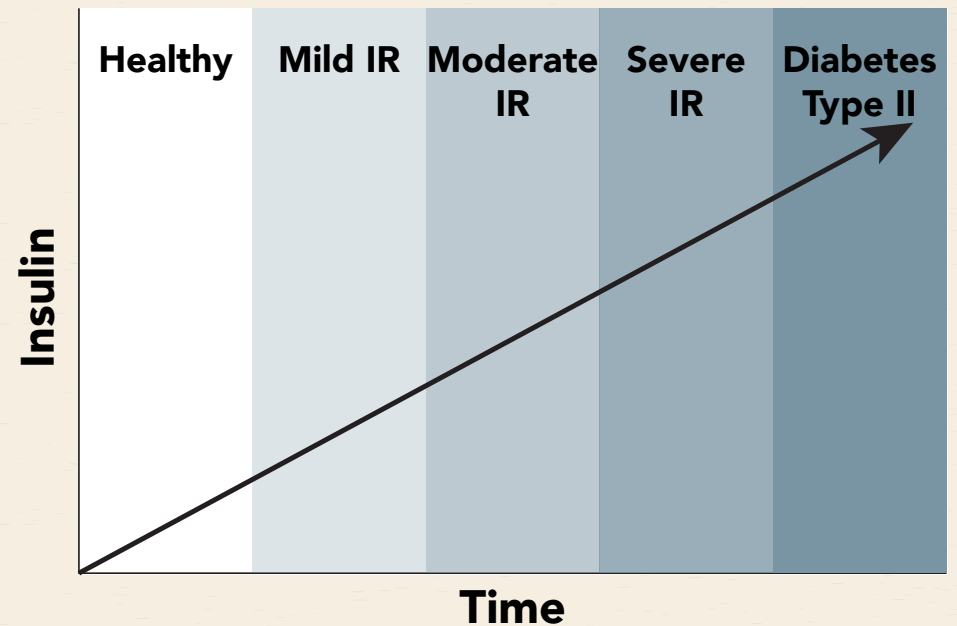 Healthy
Mild IR
Moderate
IR
Severe
IR
Diabetes
Type II
Insulin
Time